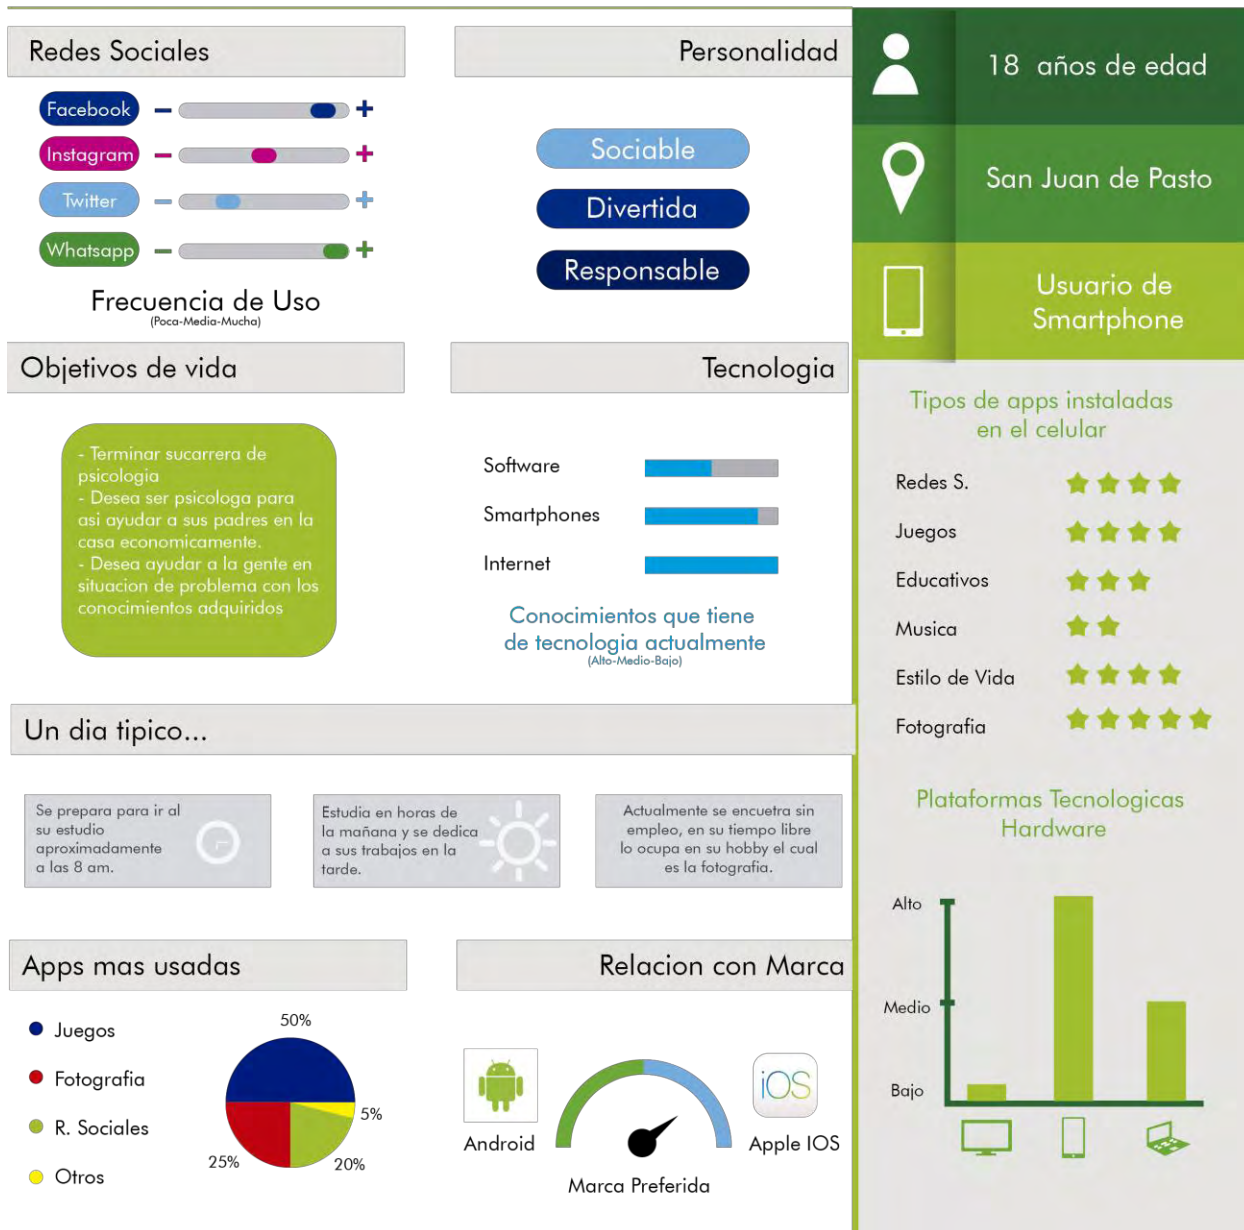 Redes Sociales
Facebook
Instagram
Twitter
Whatsapp
Frecuencia de Uso
(Poca-Media-Mucha)
Personalidad
Sociable
Divertida
Responsable
18 años de edad
San Juan de Pasto
Usuario de
Smartphone
Objetivos de vida
- Terminar sucarrera de
psicologia
- Desea ser psicologa para
asi ayudar a sus padres en la
casa economicamente.
- Desea ayudar a la gente en
situacion de problema con los
conocimientos adquiridos
Tecnologia
Software
Smartphones
Internet
Conocimientos que tiene
de tecnologia actualmente
(Alto-Medio-Bajo)
Tipos de apps instaladas
en el celular
Redes S.
Juegos
Educativos
Musica
Estilo de Vida
Fotografia
Un dia tipico...
Se prepara para ir al
su estudio
aproximadamente
a las 8 am.
Estudia en horas de
la mañana y se dedica
a sus trabajos en la
tarde.
Actualmente se encuetra sin
empleo, en su tiempo libre
lo ocupa en su hobby el cual
es la fotografia.
Plataformas Tecnologicas
Hardware
Alto
Medio
Bajo
Apps mas usadas
Juegos
Fotografia
R. Sociales
Otros
50%
5%
25%
20%
Relacion con Marca
Android
iOS
Apple IOS
Marca Preferida